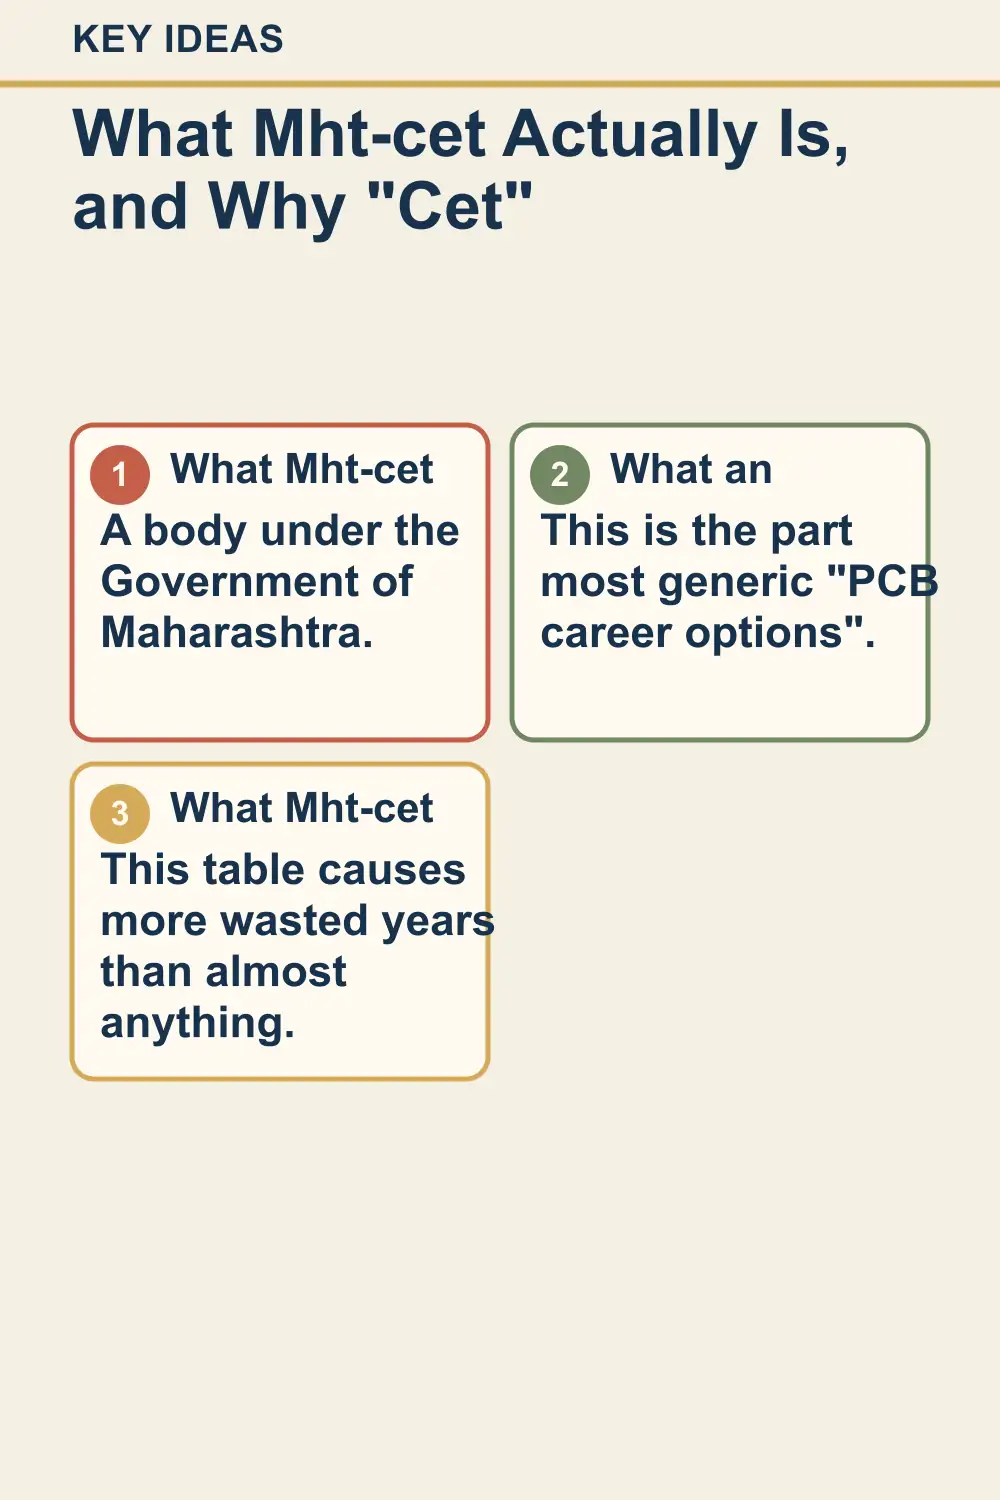 KEY IDEAS
What Mht-cet Actually Is,
and Why "Cet"
1 What Mht-cet
A body under the
Government of
Maharashtra.
2 What an
This is the part
most generic "PCB
career options".
3 What Mht-cet
This table causes
more wasted years
than almost
anything.